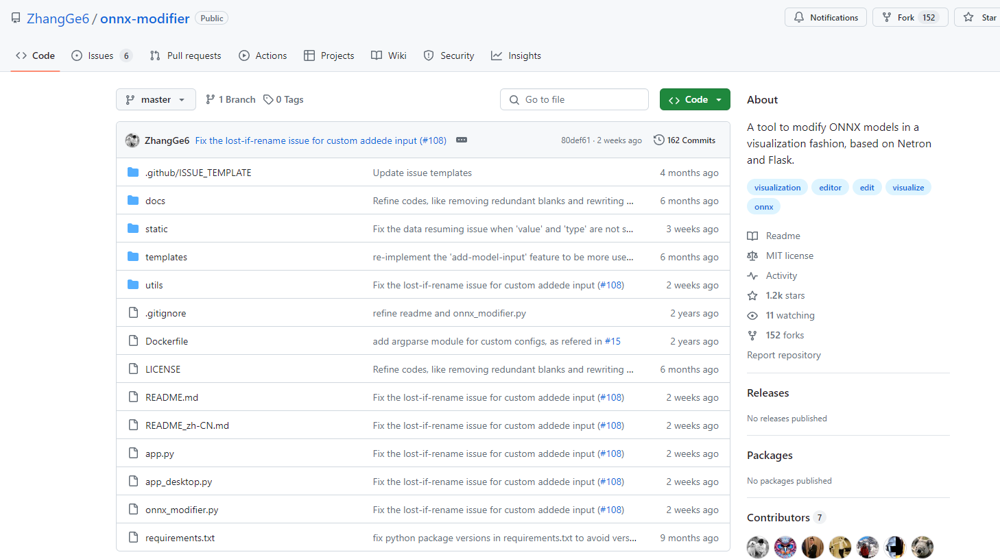 ZhangGe6 / onnx-modifier Public
Notifications Fork 152 Star
Code Issues 6 Pull requests Actions Projects Wiki Security Insights
master 1 Branch 0 Tags Go to file Code
ZhangGe6 Fix the lost-if-rename issue for custom addede input (#108) 80def61 · 2 weeks ago 162 Commits
.github/ISSUE_TEMPLATE Update issue templates 4 months ago
docs Refine codes, like removing redundant blanks and rewriting ... 6 months ago
static Fix the data resuming issue when 'value' and 'type' are not s... 3 weeks ago
templates re-implement the 'add-model-input' feature to be more use... 6 months ago
utils Fix the lost-if-rename issue for custom addede input (#108) 2 weeks ago
.gitignore refine readme and onnx_modifier.py 2 years ago
Dockerfile add argparse module for custom configs, as refered in #15 2 years ago
LICENSE Refine codes, like removing redundant blanks and rewriting ... 6 months ago
README.md Fix the lost-if-rename issue for custom addede input (#108) 2 weeks ago
README_zh-CN.md Fix the lost-if-rename issue for custom addede input (#108) 2 weeks ago
app.py Fix the lost-if-rename issue for custom addede input (#108) 2 weeks ago
app_desktop.py Fix the lost-if-rename issue for custom addede input (#108) 2 weeks ago
onnx_modifier.py Fix the lost-if-rename issue for custom addede input (#108) 2 weeks ago
requirements.txt fix python package versions in requirements.txt to avoid vers... 9 months ago
About
A tool to modify ONNX models in a
visualization fashion, based on Netron
and Flask.
visualization editor edit visualize
onnx
Readme
MIT license
Activity
1.2k stars
11 watching
152 forks
Report repository
Releases
No releases published
Packages
No packages published
Contributors 7